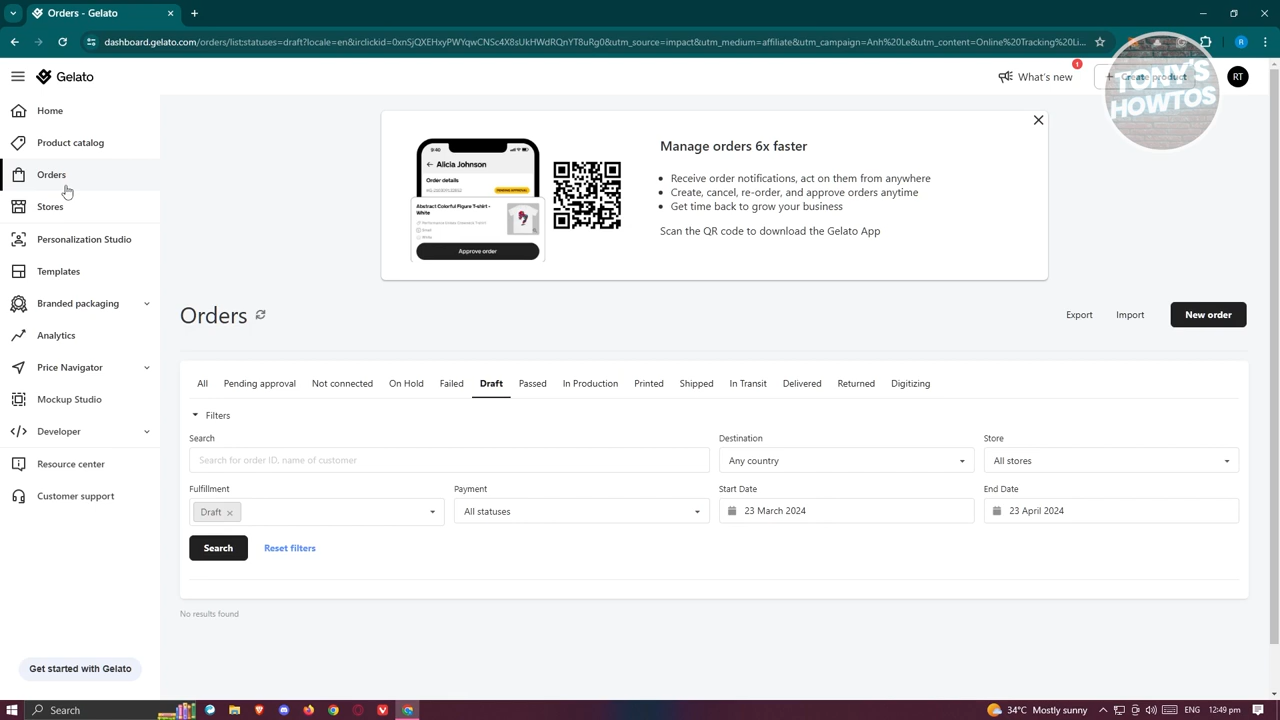 Orders - Gelato
dashboard.gelato.com/orders/list:statuses=draft?locale=en&irclickid=0xnSjQXEHxyPWYqwCNSc4X8sUkHWdRQnYT8uRg0&utm_source=impact&utm_medium=affiliate&utm_campaign=Anh%20Le&utm_content=Online%20Tracking%20Li...
R
Gelato
What's new
1
Create product
RT
TONY'S
HOWTOS
Home
Product catalog
Orders
Stores
Personalization Studio
Templates
Branded packaging
Analytics
Price Navigator
Mockup Studio
Developer
Resource center
Customer support
Get started with Gelato
9:40
Alicia Johnson
Order details
PENDING APPROVAL
Abstract Colorful Figure T-shirt -
White
Approve order
Manage orders 6x faster
Receive order notifications, act on them from anywhere
Create, cancel, re-order, and approve orders anytime
Get time back to grow your business
Scan the QR code to download the Gelato App
Orders
Export
Import
New order
All
Pending approval
Not connected
On Hold
Failed
Draft
Passed
In Production
Printed
Shipped
In Transit
Delivered
Returned
Digitizing
Filters
Search
Destination
Store
Search for order ID, name of customer
Any country
All stores
Fulfillment
Payment
Start Date
End Date
Draft
All statuses
23 March 2024
23 April 2024
Search
Reset filters
No results found
Search
34°C Mostly sunny
ENG
12:49 pm